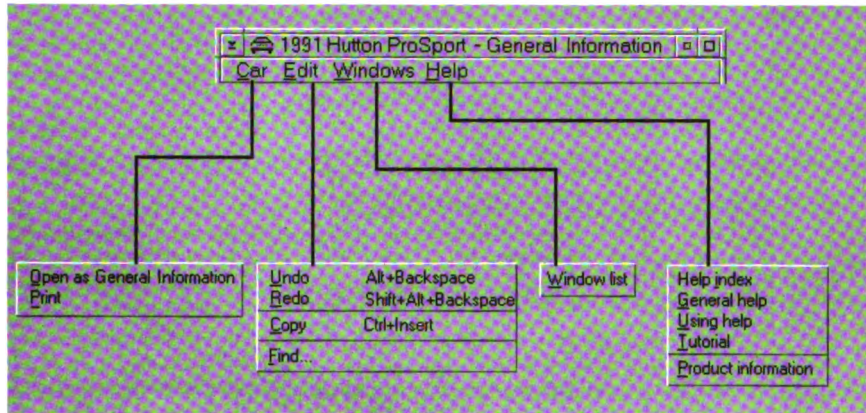 1991 Hutton ProSport - General Information
Car Edit Windows Help
Open as General Information
Print
Undo Alt+Backspace
Redo Shift+Alt+Backspace
Copy Ctrl+Insert
Find...
Window list
Help index
General help
Using help
Tutorial
Product information